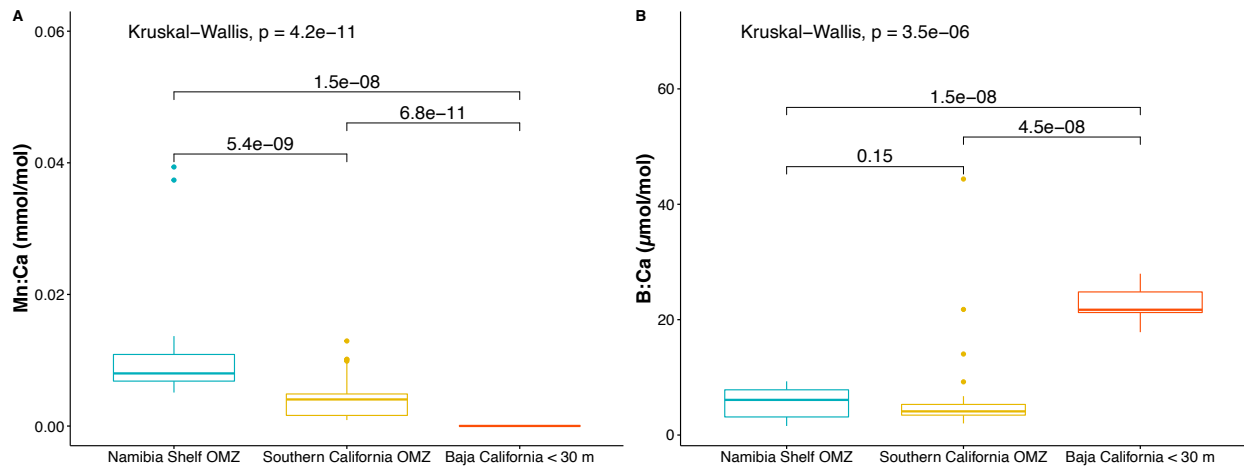 A
Kruskal−Wallis, p = 4.2e−11
1.5e−08
6.8e−11
5.4e−09
Mn:Ca (mmol/mol)
0.06
0.04
0.02
0.00
Namibia Shelf OMZ Southern California OMZ Baja California < 30 m
B
Kruskal−Wallis, p = 3.5e−06
1.5e−08
4.5e−08
0.15
B:Ca (µmol/mol)
60
40
20
0
Namibia Shelf OMZ Southern California OMZ Baja California < 30 m